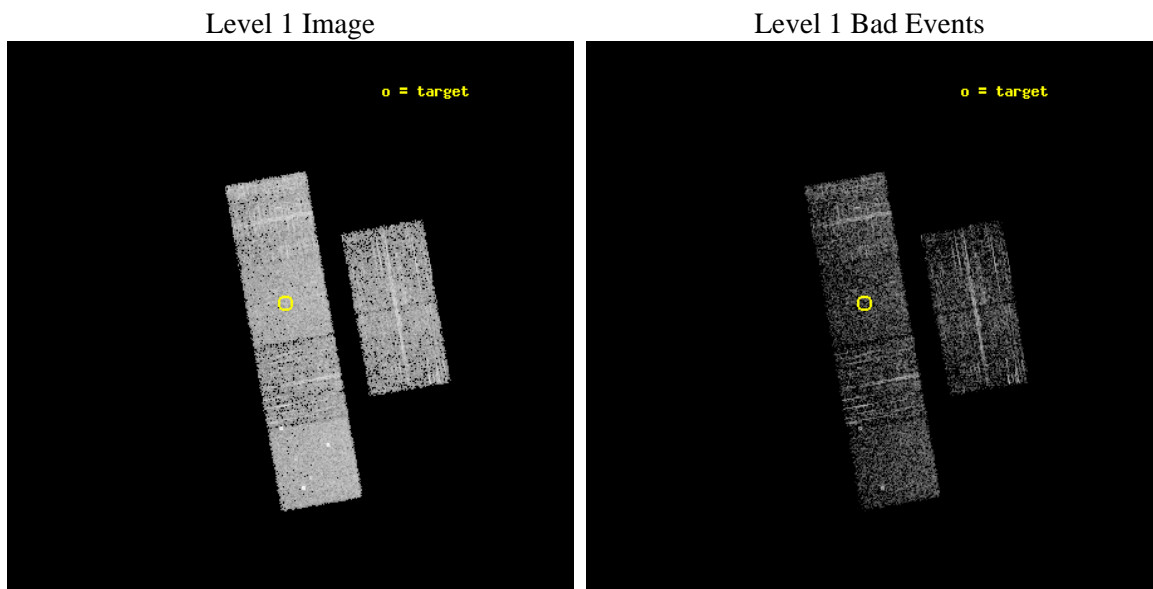 Level 1 Image
Level 1 Bad Events
o = target
o = target